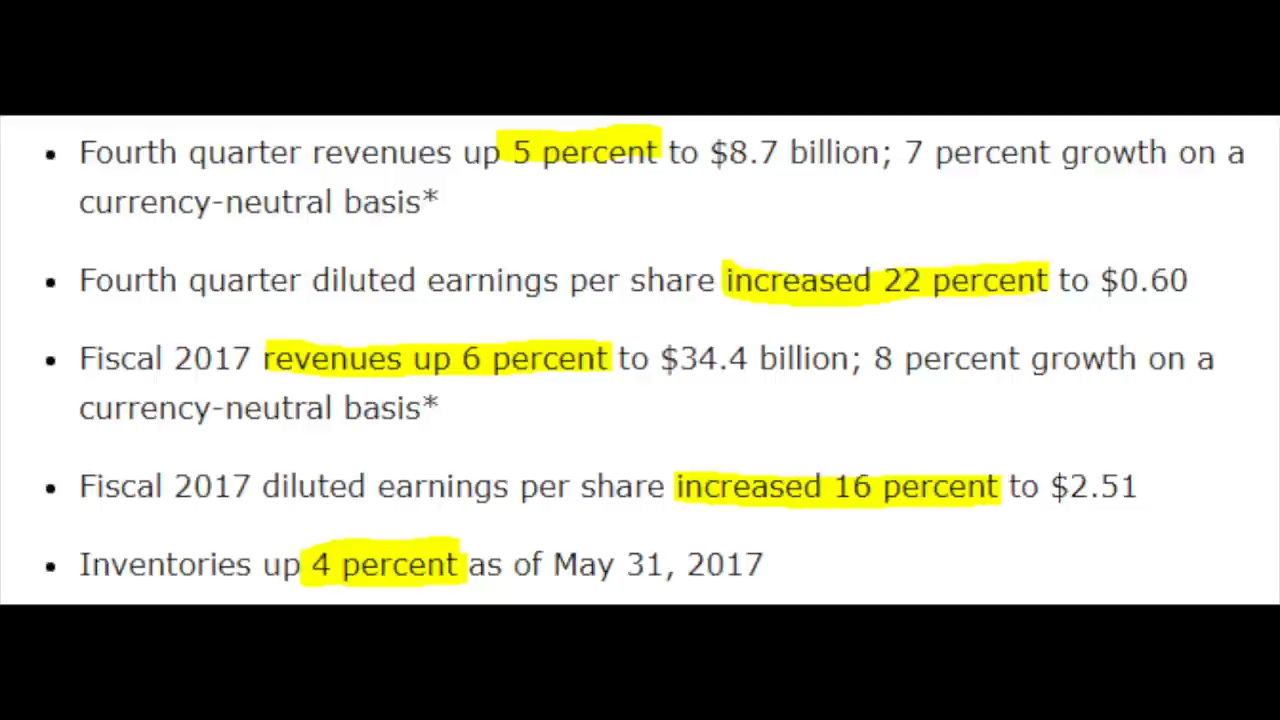 • Fourth quarter revenues up 5 percent to $8.7 billion; 7 percent growth on a
currency-neutral basis*
• Fourth quarter diluted earnings per share increased 22 percent to $0.60
• Fiscal 2017 revenues up 6 percent to $34.4 billion; 8 percent growth on a
currency-neutral basis*
• Fiscal 2017 diluted earnings per share increased 16 percent to $2.51
• Inventories up 4 percent as of May 31, 2017